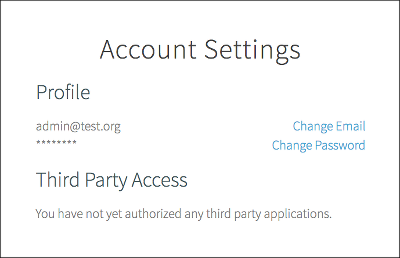 Account Settings
Profile
admin@test.org Change Email
******** Change Password
Third Party Access
You have not yet authorized any third party applications.